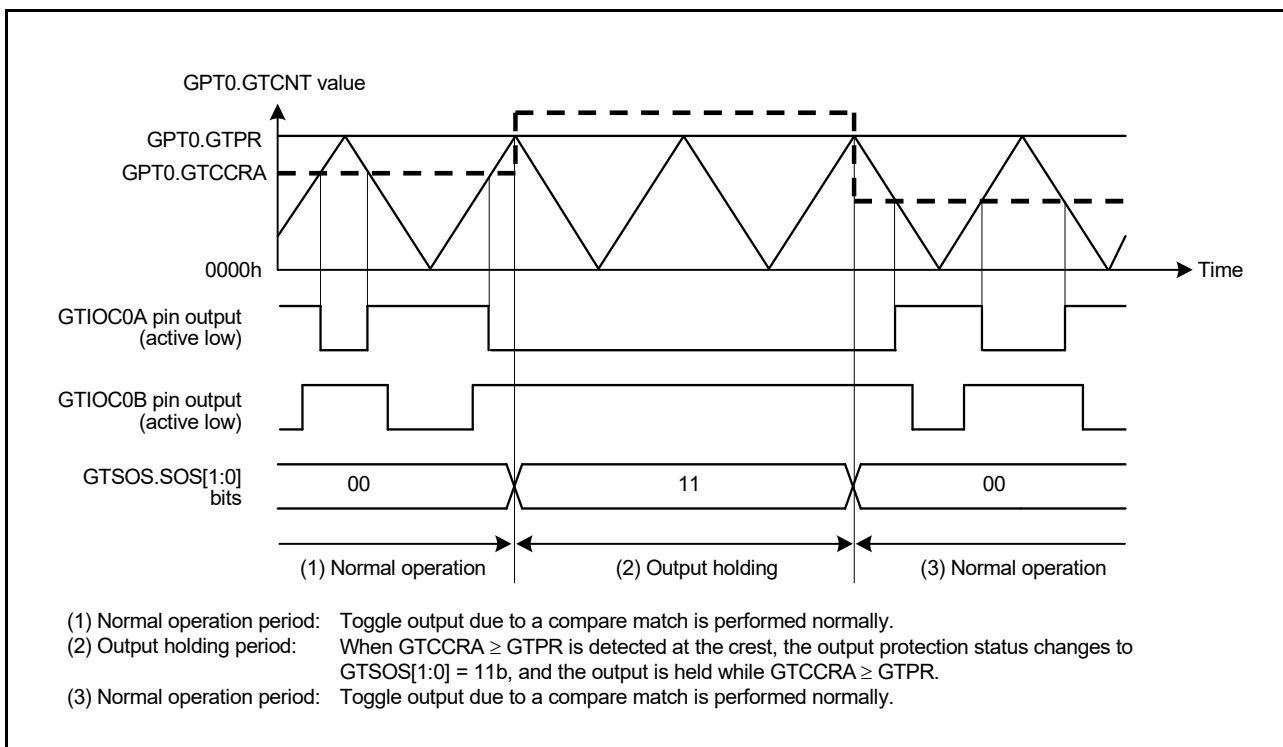 GPT0.GTCNT value
GPT0.GTPR
GPT0.GTCCRA
0000h
Time
GTIOC0A pin output
(active low)
GTIOC0B pin output
(active low)
GTSOS.SOS[1:0]
bits
00
11
00
(1) Normal operation
(2) Output holding
(3) Normal operation
(1) Normal operation period: Toggle output due to a compare match is performed normally.
(2) Output holding period: When GTCCRA ≥ GTPR is detected at the crest, the output protection status changes to
GTSOS[1:0] = 11b, and the output is held while GTCCRA ≥ GTPR.
(3) Normal operation period: Toggle output due to a compare match is performed normally.